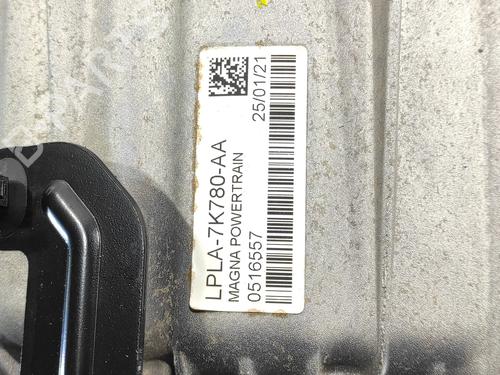 25/01/21
LPLA-7K780-AA
MAGNA POWERTRAIN
0516557